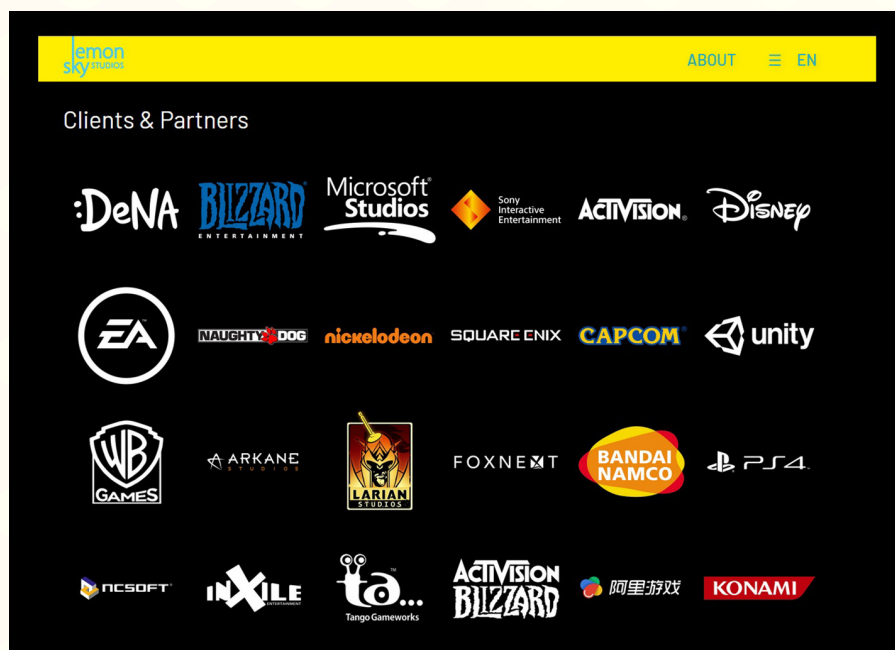 lemon
sky STUDIOS
ABOUT
EN
Clients & Partners
:DeNA
BLIZZARD
ENTERTAINMENT
Microsoft®
Studios
Sony
Interactive
Entertainment
ACTIVISION®
Disney
EA
NAUGHTY DOG
nickelodeon
SQUARE ENIX
CAPCOM
unity
WB
GAMES
ARKANE
STUDIOS
LARIAN
STUDIOS
FOXNEXT
BANDAI
NAMCO
PS4
NCSOFT
INXILE
ENTERTAINMENT
ta...™
Tango Gameworks
ACTIVISION
BLIZZARD
阿里游戏
KONAMI